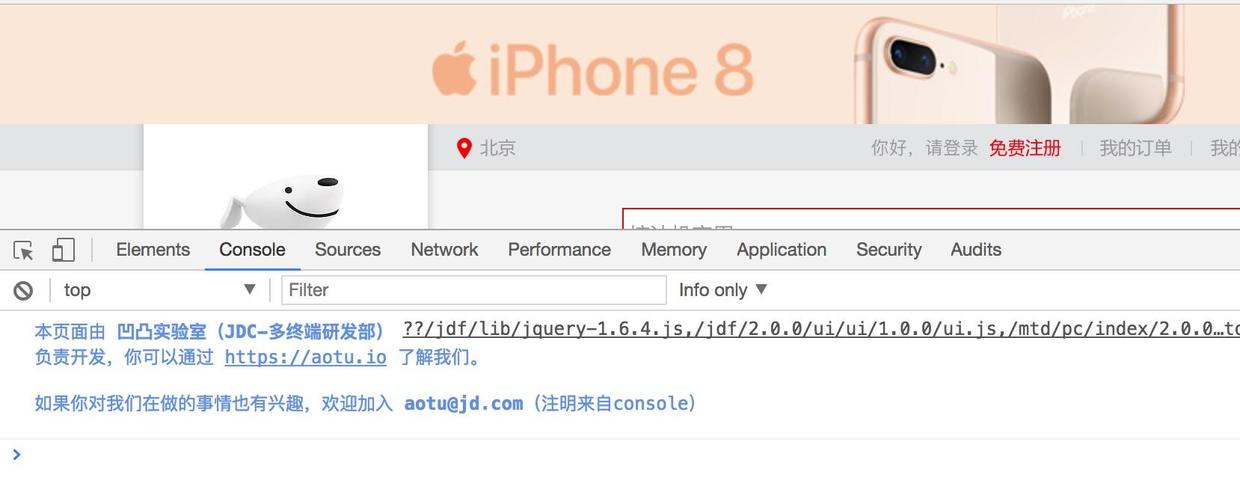 iPhone 8
iPhone
北京
你好，请登录 免费注册 我的订单 我的
Elements Console Sources Network Performance Memory Application Security Audits
top Filter Info only
本页面由 凹凸实验室（JDC-多终端研发部） ??/jdf/lib/jquery-1.6.4.js,/jdf/2.0.0/ui/ui/1.0.0/ui.js,/mtd/pc/index/2.0.0…to
负责开发，你可以通过 https://aotu.io 了解我们。
如果你对我们在做的事情也有兴趣，欢迎加入 aotu@jd.com（注明来自console）